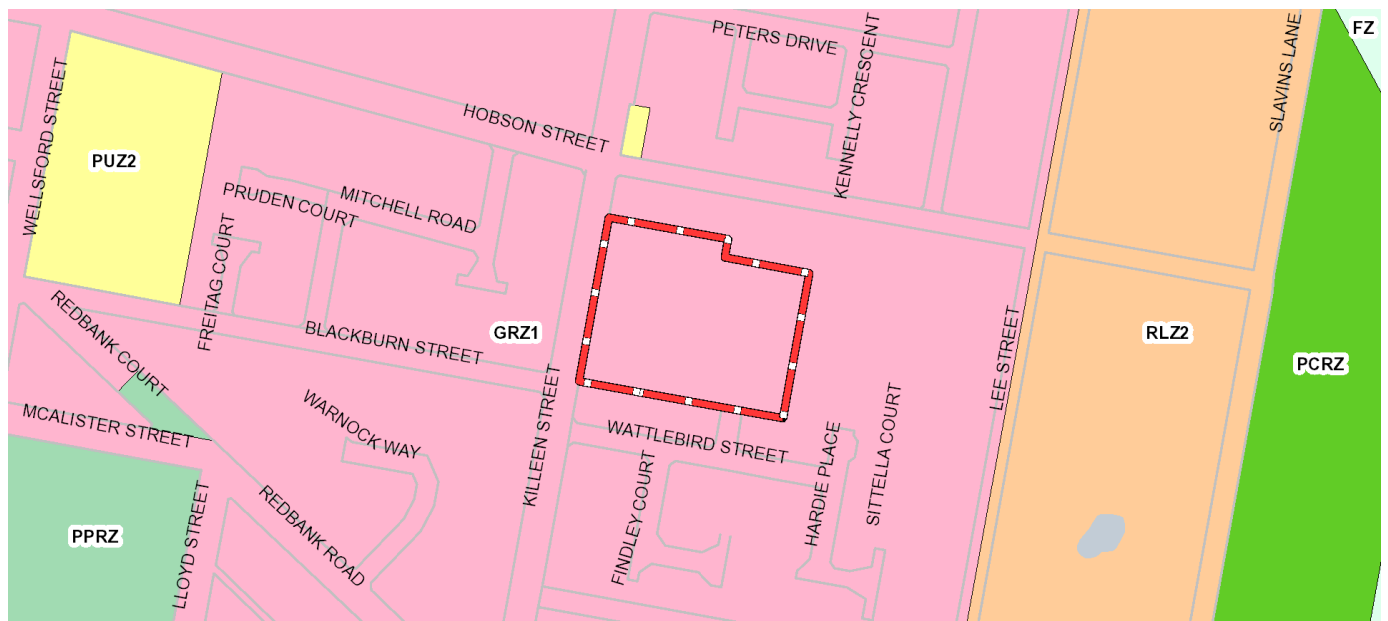 PETERS DRIVE
KENNELLY CRESCENT
SLAVINS LANE
FZ
WELLSFORD STREET
HOBSON STREET
PUZ2
PRUDEN COURT
MITCHELL ROAD
FREITAG COURT
REDBANK COURT
BLACKBURN STREET
GRZ1
LEE STREET
RLZ2
PCRZ
MCALISTER STREET
WARNOCK WAY
KILLEEN STREET
WATTLEBIRD STREET
HARDIE PLACE
SITTELLA COURT
FINDLEY COURT
PPRZ
LLOYD STREET
REDBANK ROAD